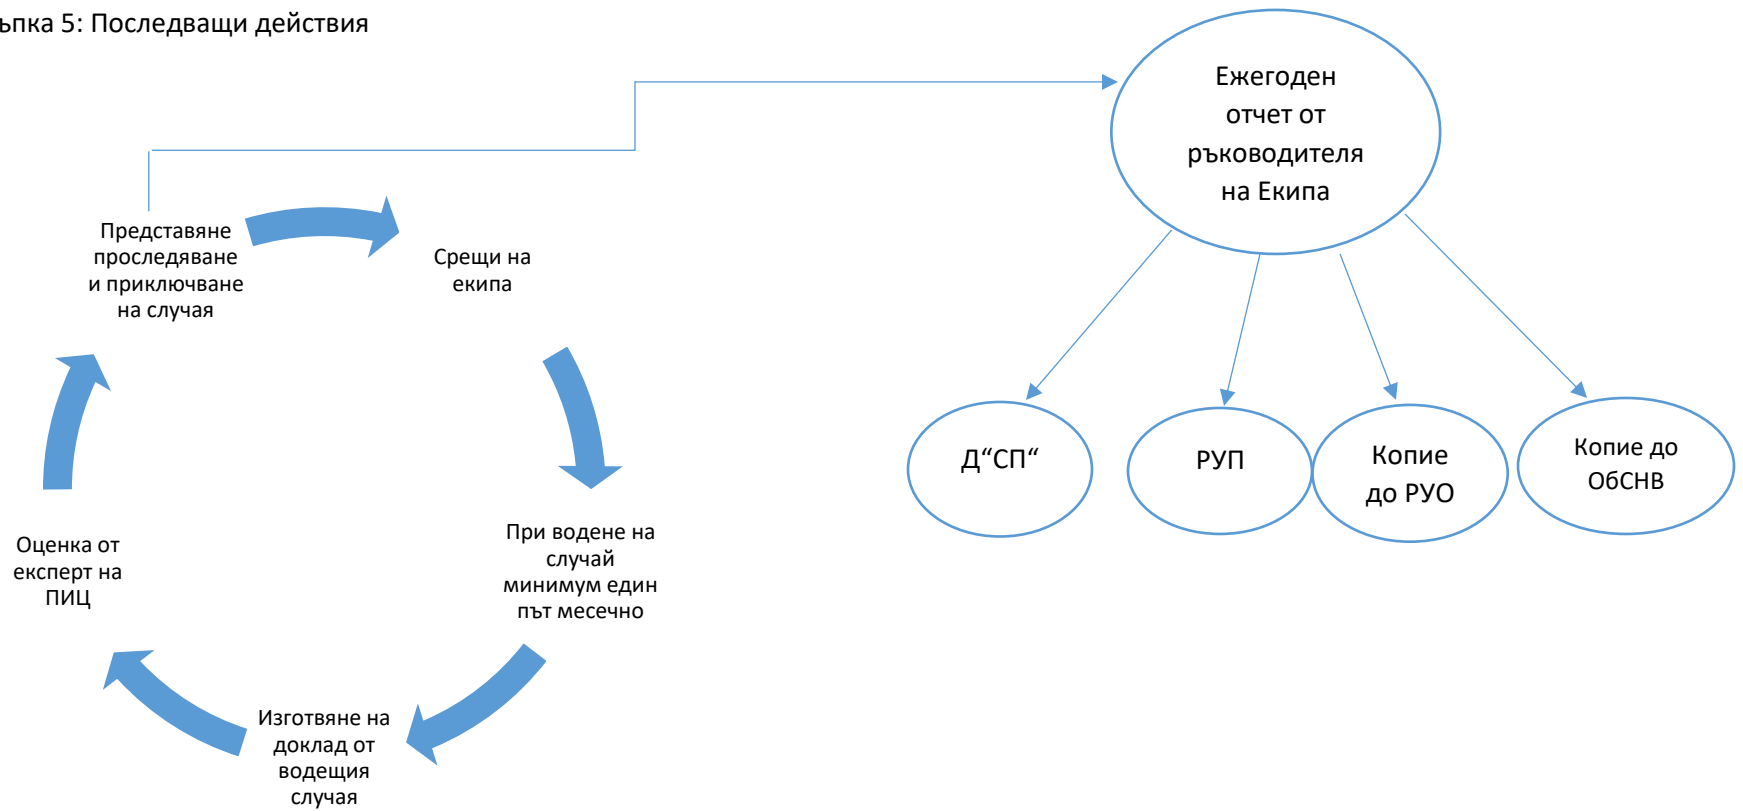 ъпка 5: Последващи действия
Ежегоден
отчет от
ръководителя
на Екипа
Представяне
проследяване
и приключване
на случая
Срещи на
екипа
При водене на
случай
минимум един
път месечно
Изготвяне на
доклад от
водещия
случая
Оценка от
експерт на
ПИЦ
Д“СП“
РУП
Копие
до РУО
Копие до
ОбСНВ